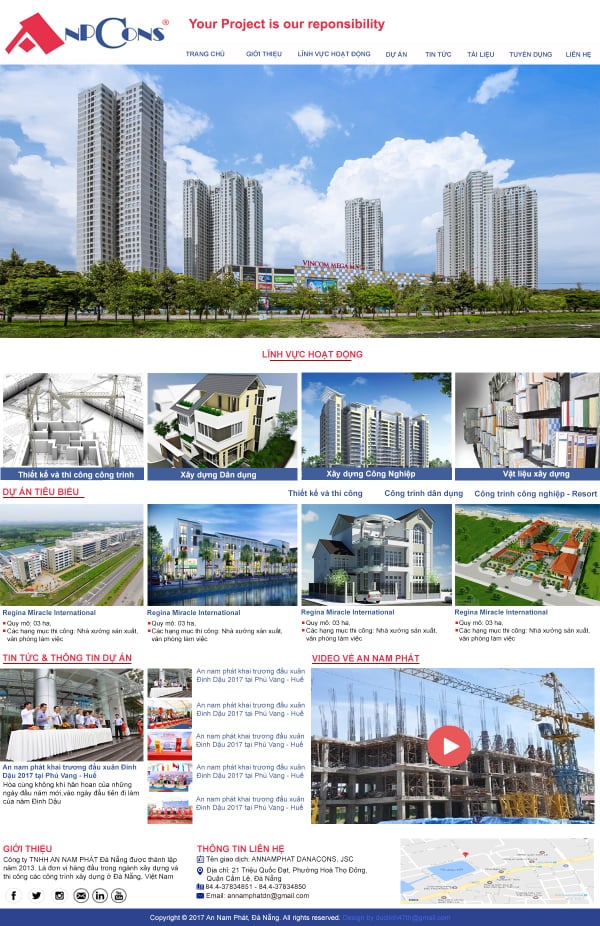 ANPCONS®
Your Project is our reponsibility
TRANG CHỦ GIỚI THIỆU LĨNH VỰC HOẠT ĐỘNG DỰ ÁN TIN TỨC TÀI LIỆU TUYỂN DỤNG LIÊN HỆ
VINCOM MEGA MALL
LĨNH VỰC HOẠT ĐỘNG
Thiết kế và thi công công trình
Xây dựng Dân dụng
Xây dựng Công Nghiệp
Vật liệu xây dựng
DỰ ÁN TIÊU BIỂU
Thiết kế và thi công Công trình dân dụng Công trình công nghiệp - Resort
Regina Miracle International
Quy mô: 03 ha,
Các hạng mục thi công: Nhà xưởng sản xuất,
văn phòng làm việc
Regina Miracle International
Quy mô: 03 ha,
Các hạng mục thi công: Nhà xưởng sản xuất,
văn phòng làm việc
Regina Miracle International
Quy mô: 03 ha,
Các hạng mục thi công: Nhà xưởng sản xuất,
văn phòng làm việc
Regina Miracle International
Quy mô: 03 ha,
Các hạng mục thi công: Nhà xưởng sản xuất,
văn phòng làm việc
TIN TỨC & THÔNG TIN DỰ ÁN
An nam phát khai trương đầu xuân Đinh
Dậu 2017 tại Phú Vang - Huế
Hòa cùng không khí hân hoan của những
ngày đầu năm mới,vào ngày đầu tiên đi làm
của năm Đinh Dậu
An nam phát khai trương đầu xuân
Đinh Dậu 2017 tại Phú Vang - Huế
An nam phát khai trương đầu xuân
Đinh Dậu 2017 tại Phú Vang - Huế
An nam phát khai trương đầu xuân
Đinh Dậu 2017 tại Phú Vang - Huế
An nam phát khai trương đầu xuân
Đinh Dậu 2017 tại Phú Vang - Huế
An nam phát khai trương đầu xuân
Đinh Dậu 2017 tại Phú Vang - Huế
VIDEO VỀ AN NAM PHÁT
GIỚI THIỆU
Công ty TNHH AN NAM PHÁT Đà Nẵng được thành lập
năm 2013. Là đơn vị hàng đầu trong ngành xây dựng và
thi công các công trình xây dựng ở Đà Nẵng, Việt Nam
THÔNG TIN LIÊN HỆ
Tên giao dịch: ANNAMPHAT DANACONS, JSC
Địa chỉ: 21 Triệu Quốc Đạt, Phường Hoà Thọ Đông,
Quận Cẩm Lệ, Đà Nẵng
84.4-37834851 - 84.4-37834850
Email: annamphatdn@gmail.com
Copyright © 2017 An Nam Phát, Đà Nẵng. All rights reserved. Design by ducninh47th@gmail.com